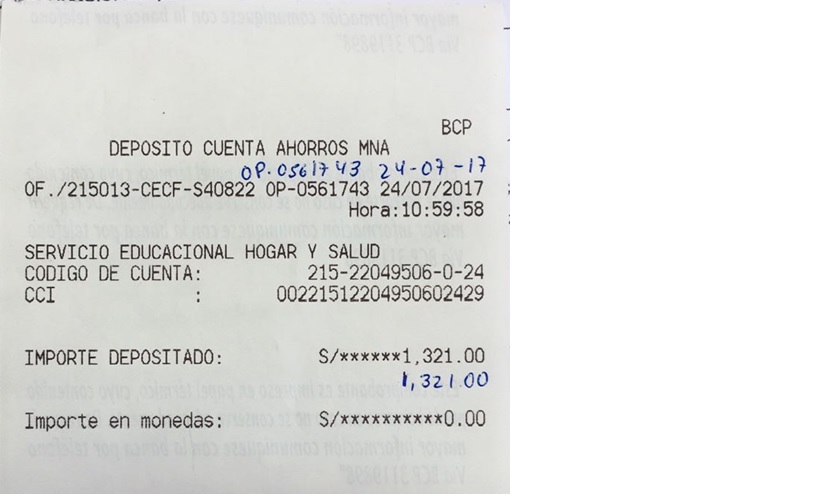 BCP
DEPOSITO CUENTA AHORROS MNA
OP. 0561743 24-07-17
OF./215013-CECF-S40822 OP-0561743 24/07/2017
Hora:10:59:58
SERVICIO EDUCACIONAL HOGAR Y SALUD
CODIGO DE CUENTA: 215-22049506-0-24
CCI : 00221512204950602429
IMPORTE DEPOSITADO: S/******1,321.00
1,321.00
Importe en monedas: S/**********0.00